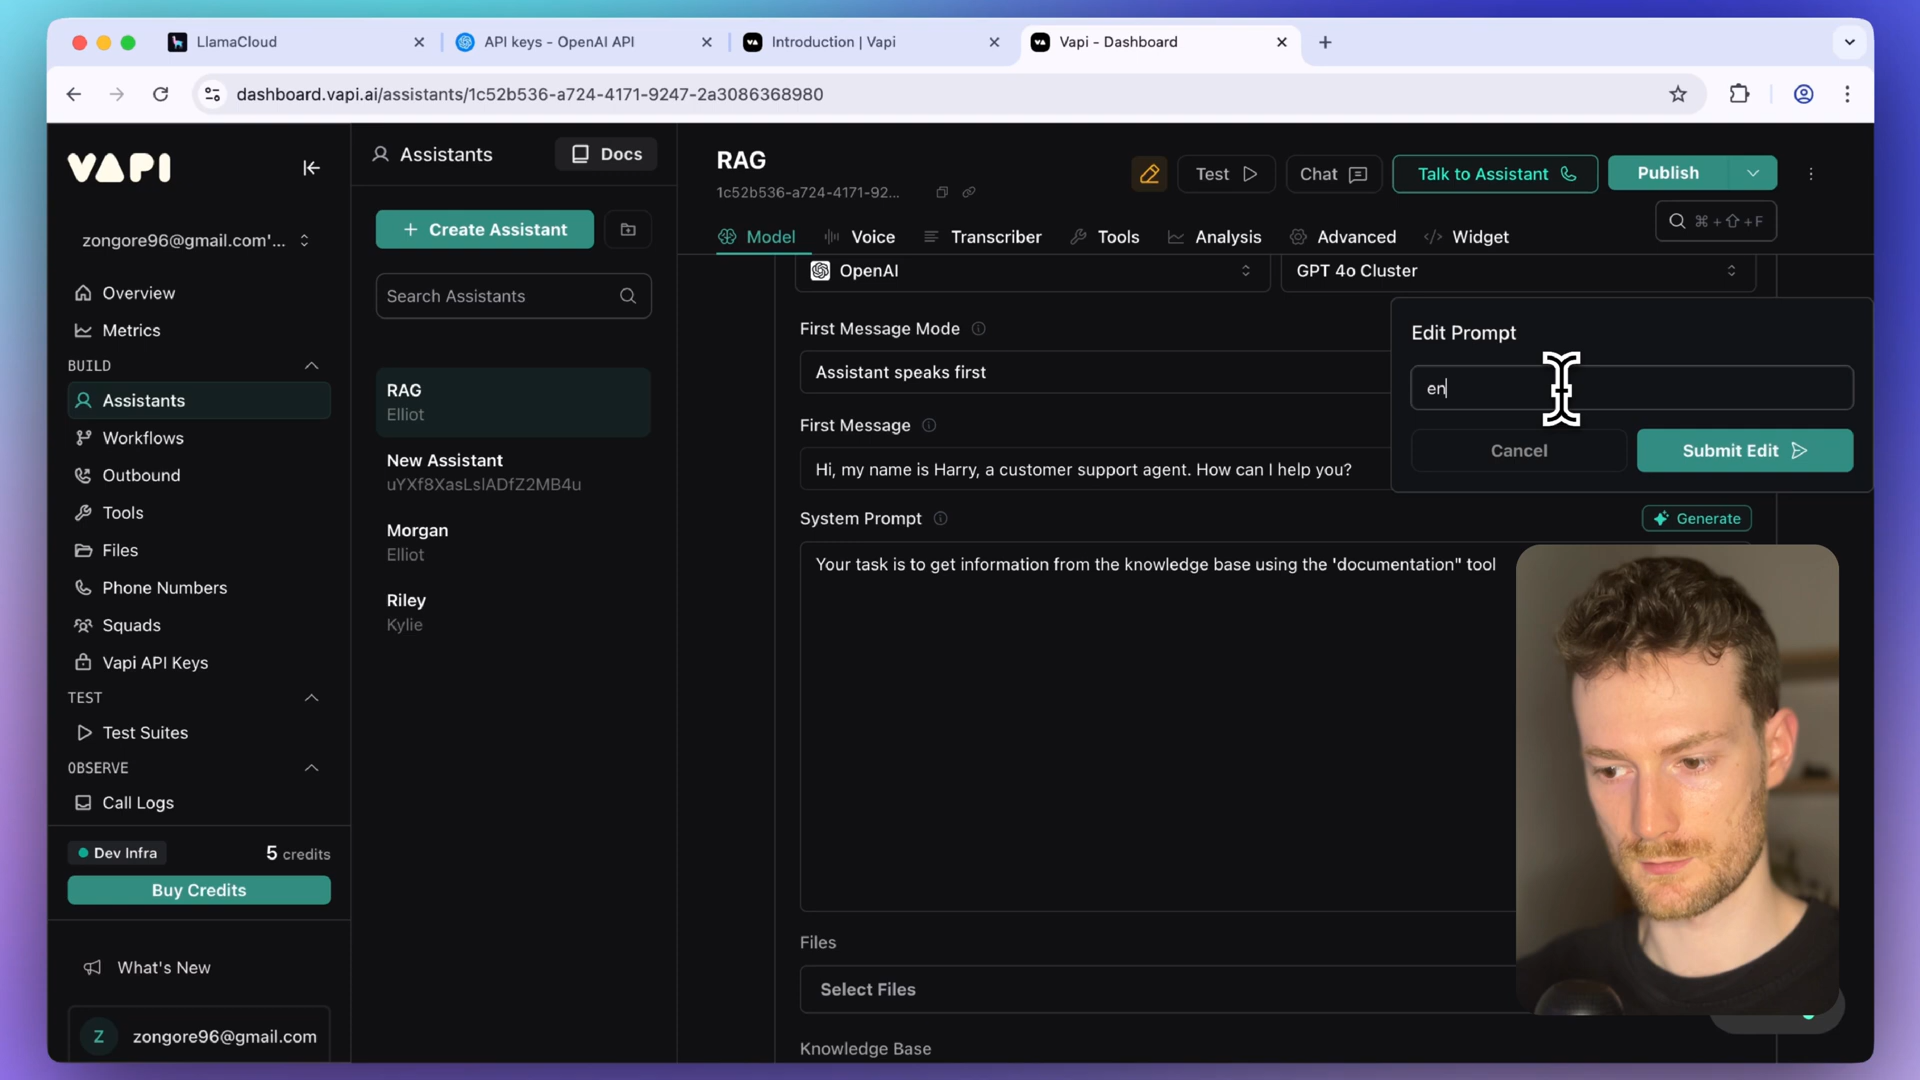 LlamaCloud
API keys - OpenAI API
Introduction | Vapi
Vapi - Dashboard
dashboard.vapi.ai/assistants/1c52b536-a724-4171-9247-2a3086368980
VAPI
zongore96@gmail.com'...
Overview
Metrics
BUILD
Assistants
Workflows
Outbound
Tools
Files
Phone Numbers
Squads
Vapi API Keys
TEST
Test Suites
OBSERVE
Call Logs
Dev Infra
5 credits
Buy Credits
What's New
Z
zongore96@gmail.com
Assistants
Docs
+ Create Assistant
Search Assistants
RAG
Elliot
New Assistant
uYXf8XasLsIADfZ2MB4u
Morgan
Elliot
Riley
Kylie
RAG
1c52b536-a724-4171-92...
Test
Chat
Talk to Assistant
Publish
⌘+⇧+F
Model
Voice
Transcriber
Tools
Analysis
Advanced
Widget
OpenAI
GPT 4o Cluster
First Message Mode
Assistant speaks first
First Message
Hi, my name is Harry, a customer support agent. How can I help you?
Edit Prompt
en
Cancel
Submit Edit
System Prompt
Generate
Your task is to get information from the knowledge base using the 'documentation" tool
Files
Select Files
Knowledge Base